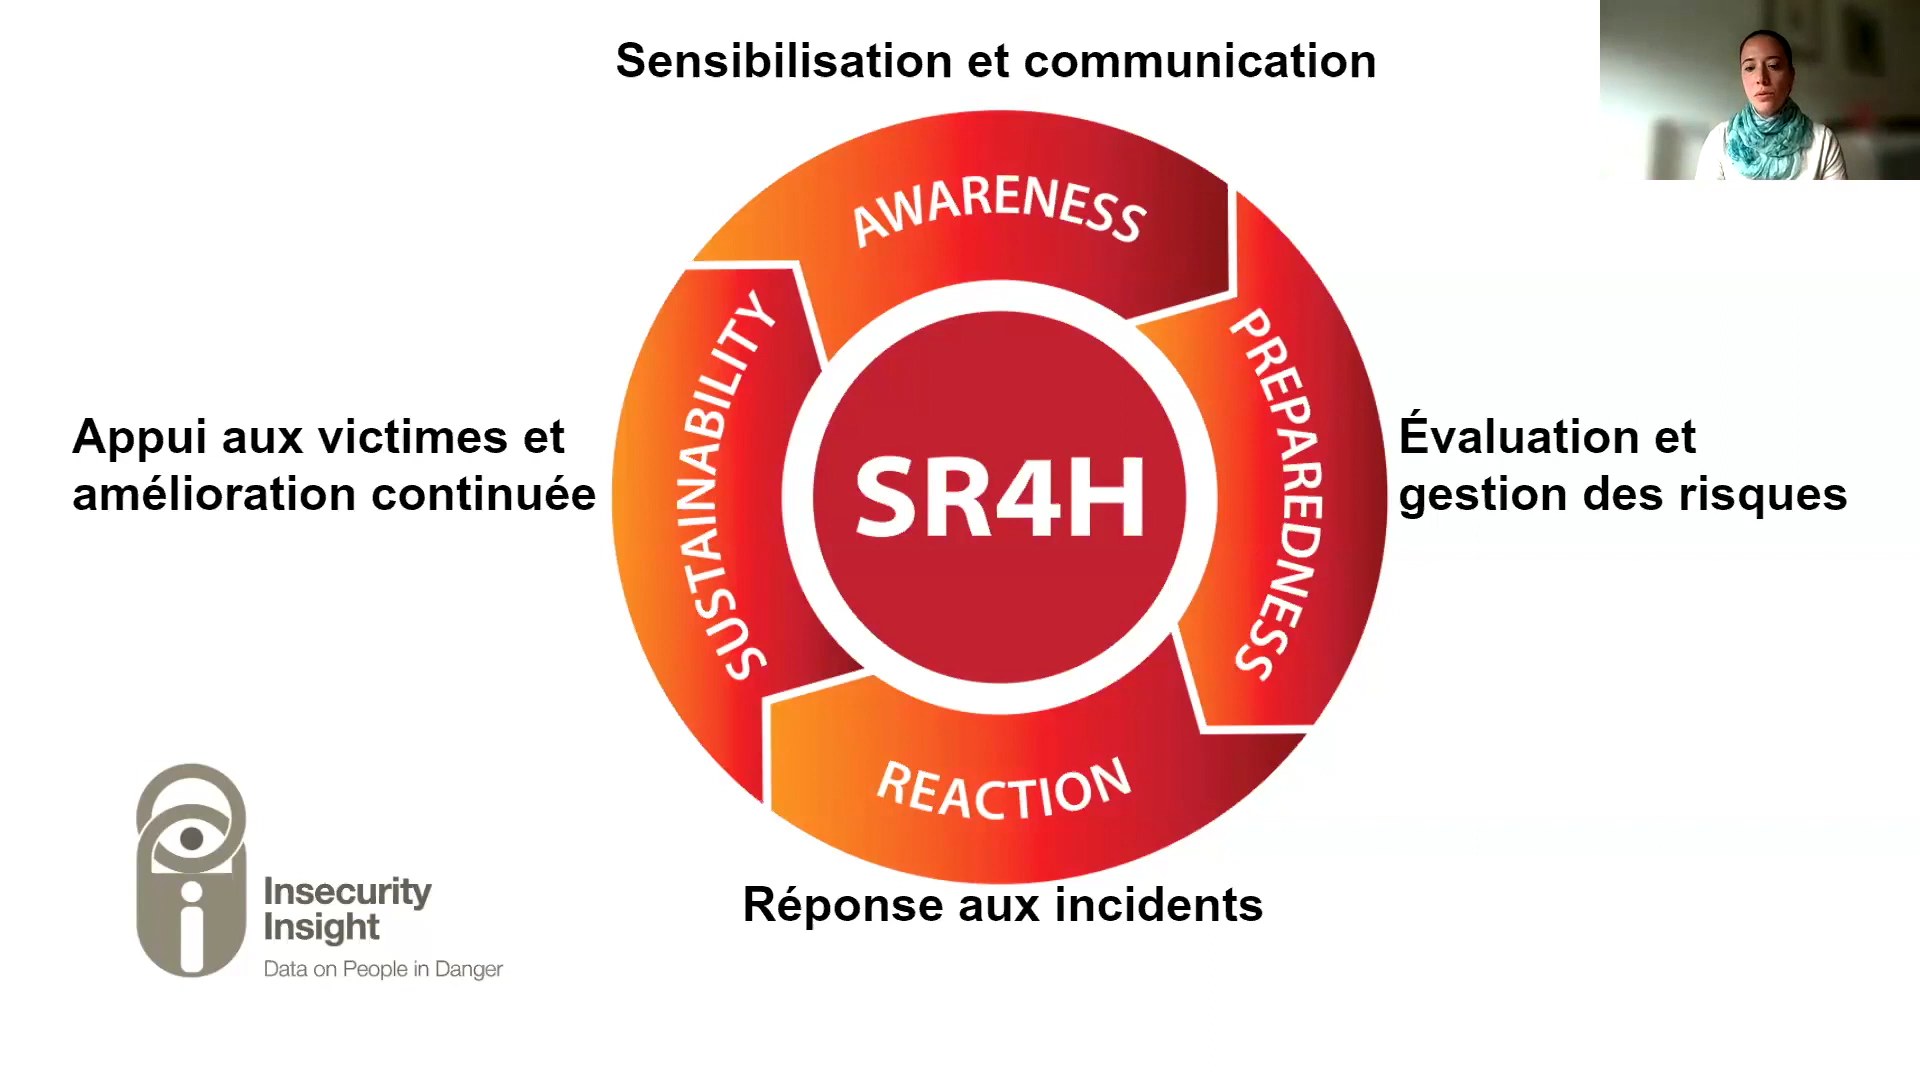 Sensibilisation et communication
AWARENESS
PREPAREDNESS
SUSTAINABILITY
SR4H
REACTION
Appui aux victimes et
amélioration continuée
Évaluation et
gestion des risques
Réponse aux incidents
Insecurity
Insight
Data on People in Danger